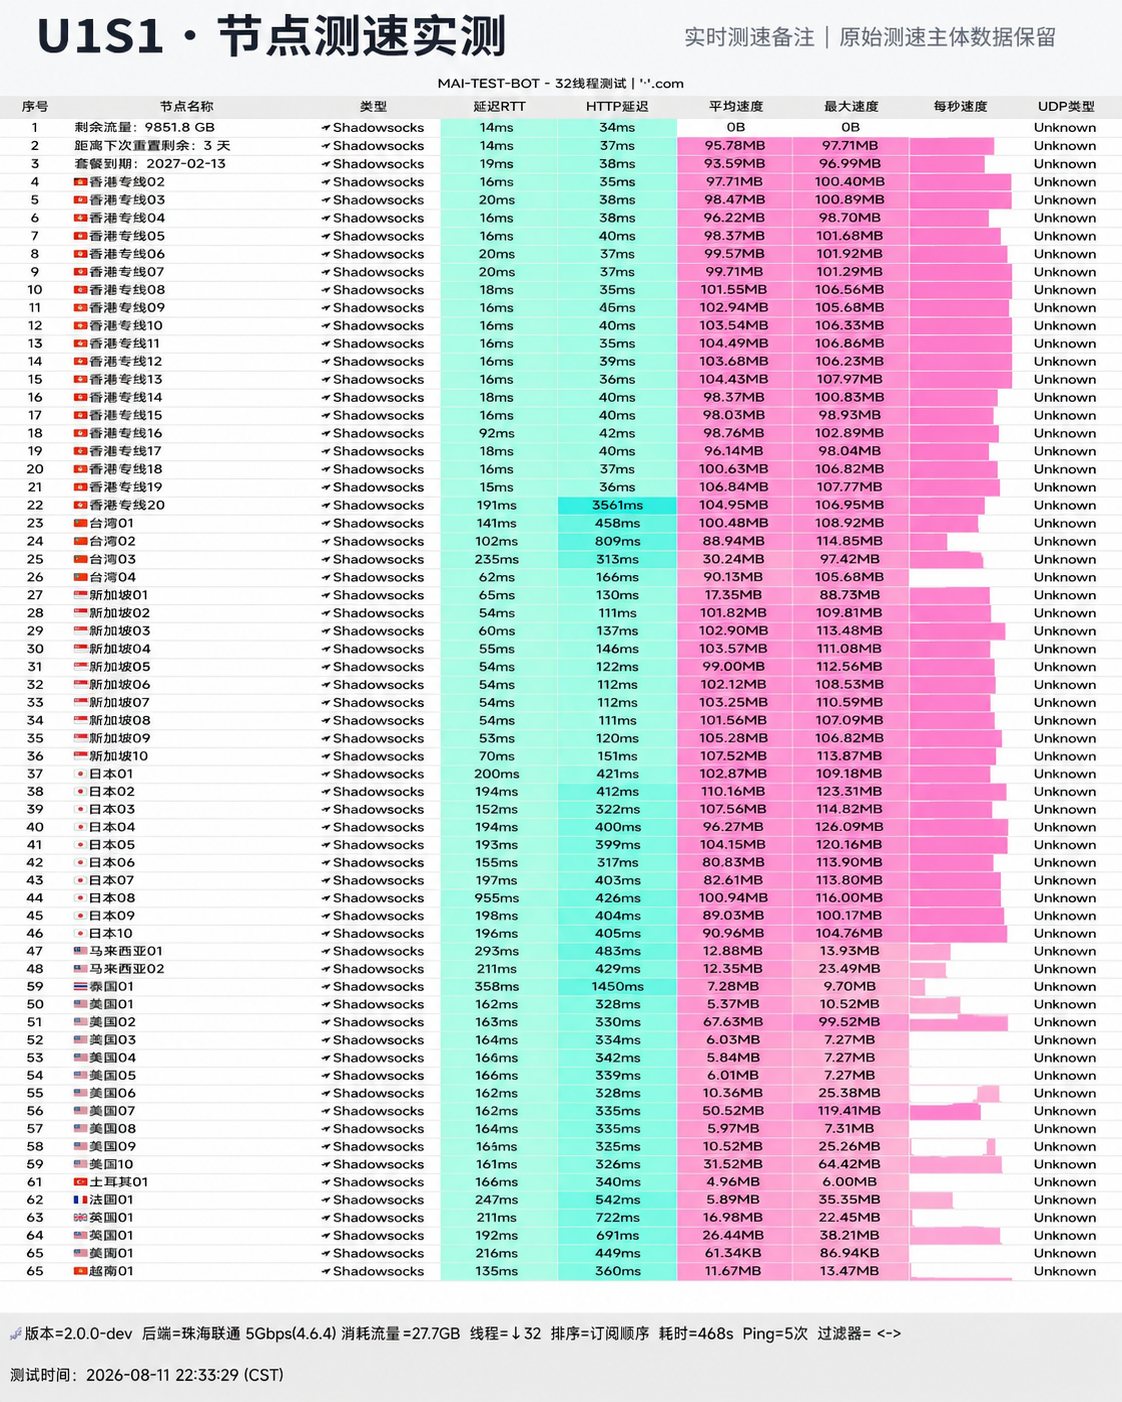 U1S1・节点测速实测
实时测速备注 | 原始测速主体数据保留
MAI-TEST-BOT - 32线程测试 | '·'.com
序号 节点名称 类型 延迟RTT HTTP延迟 平均速度 最大速度 每秒速度 UDP类型
1 剩余流量：9851.8 GB Shadowsocks 14ms 34ms 0B 0B Unknown
2 距离下次重置剩余：3 天 Shadowsocks 14ms 37ms 95.78MB 97.71MB Unknown
3 套餐到期：2027-02-13 Shadowsocks 19ms 38ms 93.59MB 96.99MB Unknown
4 香港专线02 Shadowsocks 16ms 35ms 97.71MB 100.40MB Unknown
5 香港专线03 Shadowsocks 20ms 38ms 98.47MB 100.89MB Unknown
6 香港专线04 Shadowsocks 16ms 38ms 96.22MB 98.70MB Unknown
7 香港专线05 Shadowsocks 16ms 40ms 98.37MB 101.68MB Unknown
8 香港专线06 Shadowsocks 20ms 37ms 99.57MB 101.92MB Unknown
9 香港专线07 Shadowsocks 20ms 37ms 99.71MB 101.29MB Unknown
10 香港专线08 Shadowsocks 18ms 35ms 101.55MB 106.56MB Unknown
11 香港专线09 Shadowsocks 16ms 45ms 102.94MB 105.68MB Unknown
12 香港专线10 Shadowsocks 16ms 40ms 103.54MB 106.33MB Unknown
13 香港专线11 Shadowsocks 16ms 35ms 104.49MB 106.86MB Unknown
14 香港专线12 Shadowsocks 16ms 39ms 103.68MB 106.23MB Unknown
15 香港专线13 Shadowsocks 16ms 36ms 104.43MB 107.97MB Unknown
16 香港专线14 Shadowsocks 18ms 40ms 98.37MB 100.83MB Unknown
17 香港专线15 Shadowsocks 16ms 40ms 98.03MB 98.93MB Unknown
18 香港专线16 Shadowsocks 92ms 42ms 98.76MB 102.89MB Unknown
19 香港专线17 Shadowsocks 18ms 40ms 96.14MB 98.04MB Unknown
20 香港专线18 Shadowsocks 16ms 37ms 100.63MB 106.82MB Unknown
21 香港专线19 Shadowsocks 15ms 36ms 106.84MB 107.77MB Unknown
22 香港专线20 Shadowsocks 191ms 3561ms 104.95MB 106.95MB Unknown
23 台湾01 Shadowsocks 141ms 458ms 100.48MB 108.92MB Unknown
24 台湾02 Shadowsocks 102ms 809ms 88.94MB 114.85MB Unknown
25 台湾03 Shadowsocks 235ms 313ms 30.24MB 97.42MB Unknown
26 台湾04 Shadowsocks 62ms 166ms 90.13MB 105.68MB Unknown
27 新加坡01 Shadowsocks 65ms 130ms 17.35MB 88.73MB Unknown
28 新加坡02 Shadowsocks 54ms 111ms 101.82MB 109.81MB Unknown
29 新加坡03 Shadowsocks 60ms 137ms 102.90MB 113.48MB Unknown
30 新加坡04 Shadowsocks 55ms 146ms 103.57MB 111.08MB Unknown
31 新加坡05 Shadowsocks 54ms 122ms 99.00MB 112.56MB Unknown
32 新加坡06 Shadowsocks 54ms 112ms 102.12MB 108.53MB Unknown
33 新加坡07 Shadowsocks 54ms 112ms 103.25MB 110.59MB Unknown
34 新加坡08 Shadowsocks 54ms 111ms 101.56MB 107.09MB Unknown
35 新加坡09 Shadowsocks 53ms 120ms 105.28MB 106.82MB Unknown
36 新加坡10 Shadowsocks 70ms 151ms 107.52MB 113.87MB Unknown
37 日本01 Shadowsocks 200ms 421ms 102.87MB 109.18MB Unknown
38 日本02 Shadowsocks 194ms 412ms 110.16MB 123.31MB Unknown
39 日本03 Shadowsocks 152ms 322ms 107.56MB 114.82MB Unknown
40 日本04 Shadowsocks 194ms 400ms 96.27MB 126.09MB Unknown
41 日本05 Shadowsocks 193ms 399ms 104.15MB 120.16MB Unknown
42 日本06 Shadowsocks 155ms 317ms 80.83MB 113.90MB Unknown
43 日本07 Shadowsocks 197ms 403ms 82.61MB 113.80MB Unknown
44 日本08 Shadowsocks 955ms 426ms 100.94MB 116.00MB Unknown
45 日本09 Shadowsocks 198ms 404ms 89.03MB 100.17MB Unknown
46 日本10 Shadowsocks 196ms 405ms 90.96MB 104.76MB Unknown
47 马来西亚01 Shadowsocks 293ms 483ms 12.88MB 13.93MB Unknown
48 马来西亚02 Shadowsocks 211ms 429ms 12.35MB 23.49MB Unknown
59 泰国01 Shadowsocks 358ms 1450ms 7.28MB 9.70MB Unknown
50 美国01 Shadowsocks 162ms 328ms 5.37MB 10.52MB Unknown
51 美国02 Shadowsocks 163ms 330ms 67.63MB 99.52MB Unknown
52 美国03 Shadowsocks 164ms 334ms 6.03MB 7.27MB Unknown
53 美国04 Shadowsocks 166ms 342ms 5.84MB 7.27MB Unknown
54 美国05 Shadowsocks 166ms 339ms 6.01MB 7.27MB Unknown
55 美国06 Shadowsocks 162ms 328ms 10.36MB 25.38MB Unknown
56 美国07 Shadowsocks 162ms 335ms 50.52MB 119.41MB Unknown
57 美国08 Shadowsocks 164ms 335ms 5.97MB 7.31MB Unknown
58 美国09 Shadowsocks 335ms 10.52MB 25.26MB Unknown
59 美国10 Shadowsocks 161ms 326ms 31.52MB 64.42MB Unknown
61 土耳其01 Shadowsocks 166ms 340ms 4.96MB 6.00MB Unknown
62 法国01 Shadowsocks 247ms 542ms 5.89MB 35.35MB Unknown
63 英国01 Shadowsocks 211ms 722ms 16.98MB 22.45MB Unknown
64 英国01 Shadowsocks 192ms 691ms 26.44MB 38.21MB Unknown
65 Shadowsocks 216ms 449ms 61.34KB 86.94KB Unknown
65 越南01 Shadowsocks 135ms 360ms 11.67MB 13.47MB Unknown
版本=2.0.0-dev 后端=珠海联通 5Gbps(4.6.4) 消耗流量=27.7GB 线程=↓32 排序=订阅顺序 耗时=468s Ping=5次 过滤器= <->
测试时间：2026-08-11 22:33:29 (CST)